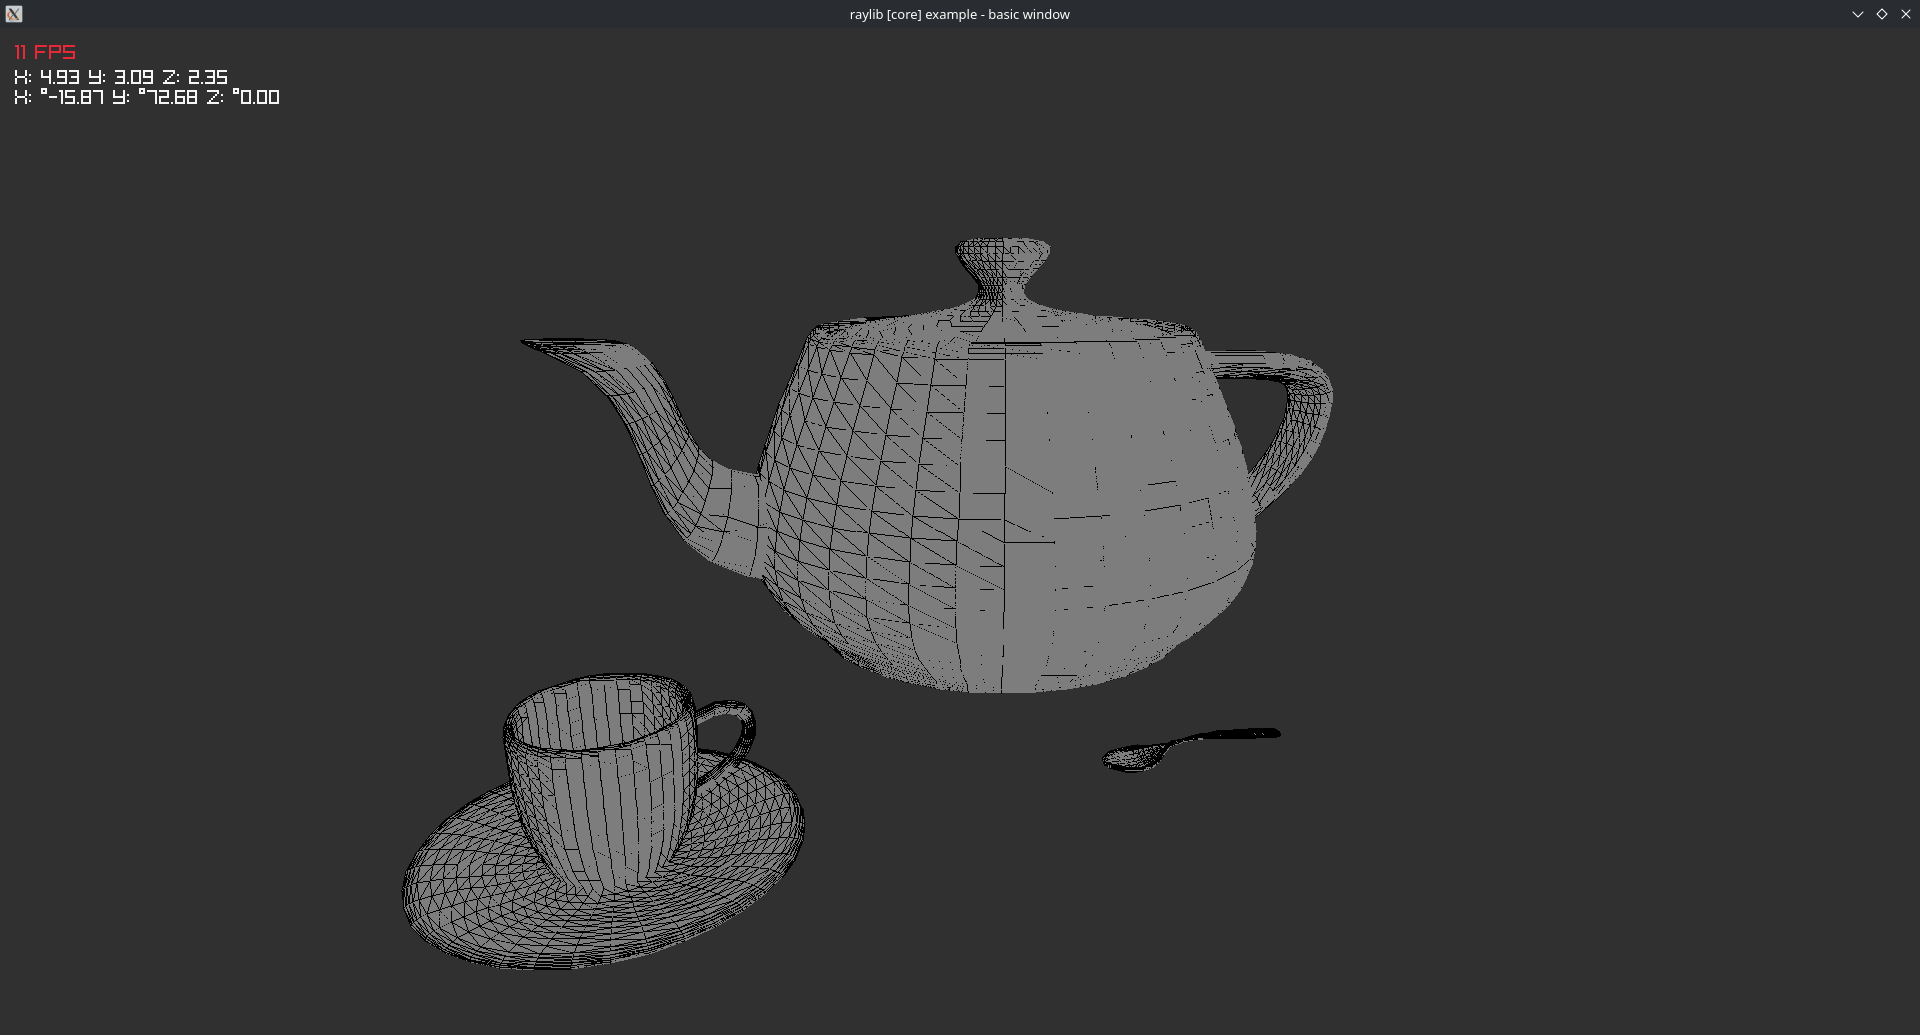 raylib [core] example - basic window
11 FPS
X: 4.93 Y: 3.09 Z: 2.35
X: °-15.87 Y: °72.68 Z: °0.00